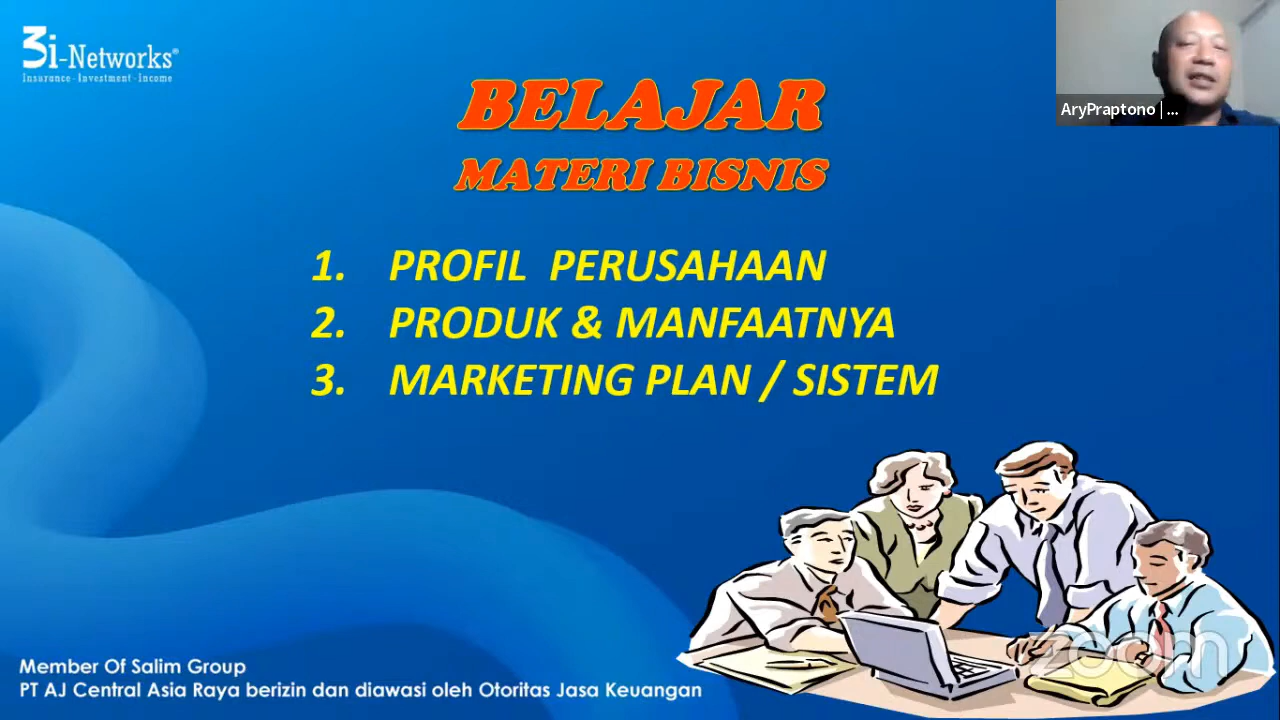 3i-Networks®
Insurance - Investment - Income
AryPraptono | ...
BELAJAR
MATERI BISNIS
1. PROFIL PERUSAHAAN
2. PRODUK & MANFAATNYA
3. MARKETING PLAN / SISTEM
zoom
Member Of Salim Group
PT AJ Central Asia Raya berizin dan diawasi oleh Otoritas Jasa Keuangan